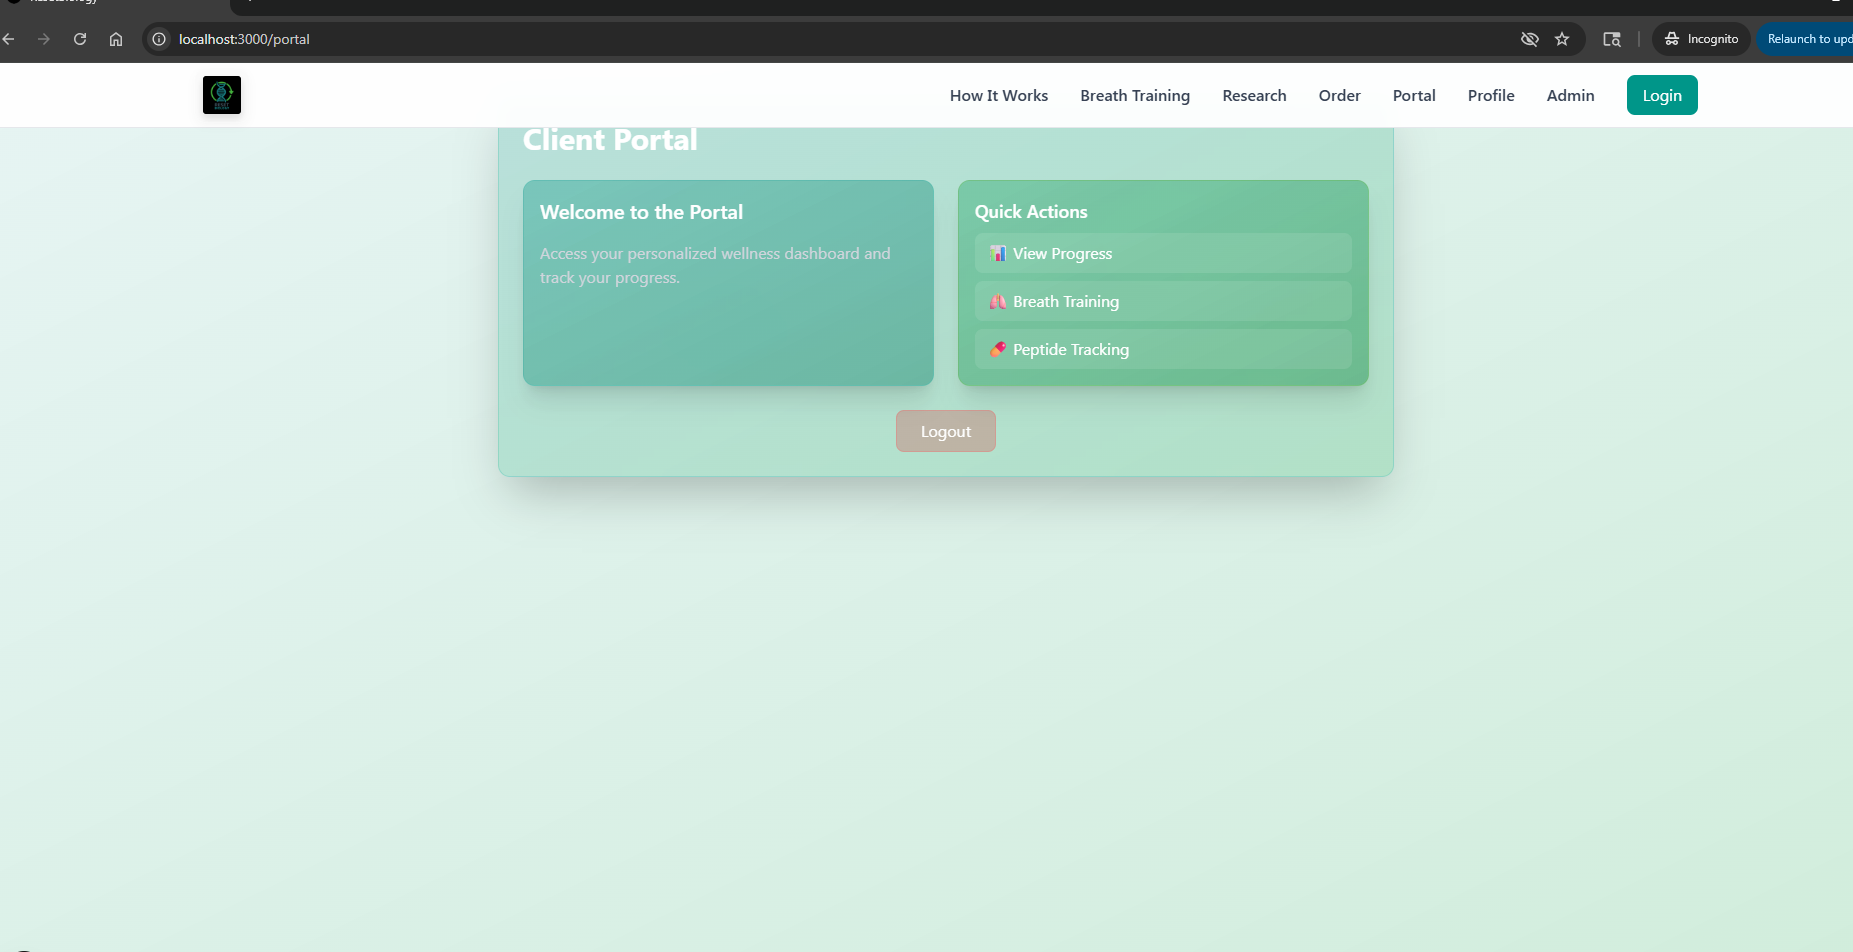 localhost:3000/portal
Incognito
Relaunch to upd
How It Works
Breath Training
Research
Order
Portal
Profile
Admin
Login
Client Portal
Welcome to the Portal
Access your personalized wellness dashboard and
track your progress.
Quick Actions
View Progress
Breath Training
Peptide Tracking
Logout